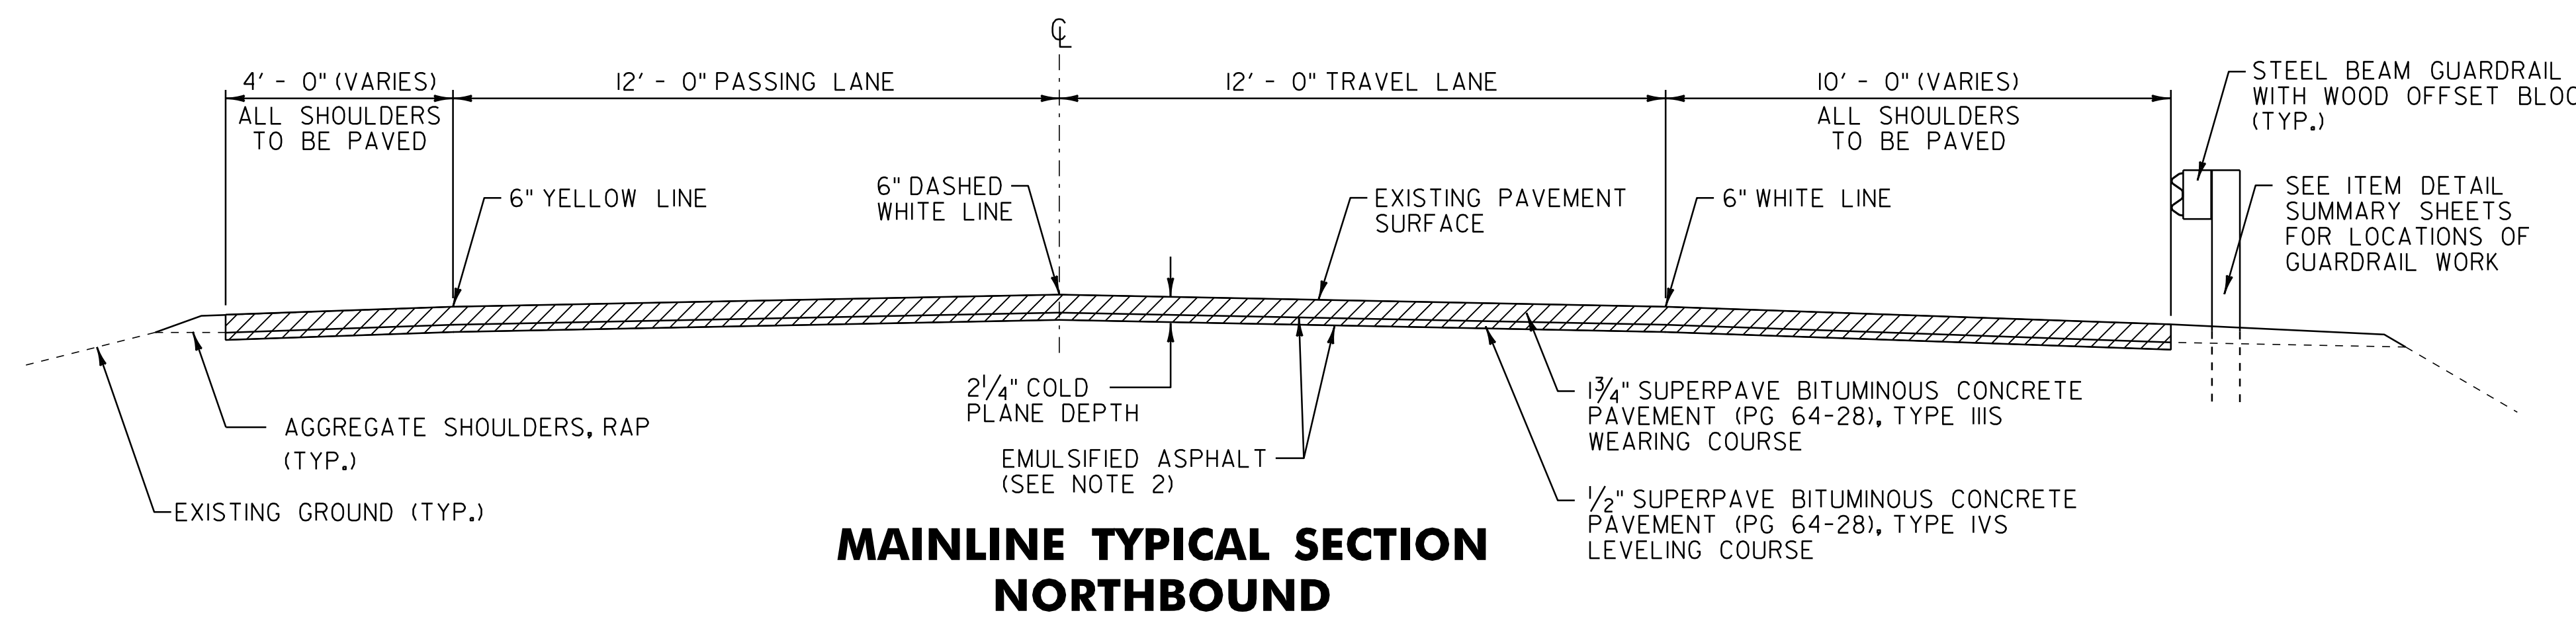 ℄
4' - 0" (VARIES)
ALL SHOULDERS
TO BE PAVED
12' - 0" PASSING LANE
12' - 0" TRAVEL LANE
10' - 0" (VARIES)
ALL SHOULDERS
TO BE PAVED
STEEL BEAM GUARDRAIL
WITH WOOD OFFSET
(TYP.)
6" YELLOW LINE
6" DASHED
WHITE LINE
EXISTING PAVEMENT
SURFACE
6" WHITE LINE
SEE ITEM DETAIL
SUMMARY SHEETS
FOR LOCATIONS OF
GUARDRAIL WORK
2 1/4" COLD
PLANE DEPTH
AGGREGATE SHOULDERS, RAP
(TYP.)
EXISTING GROUND (TYP.)
EMULSIFIED ASPHALT
(SEE NOTE 2)
1 3/4" SUPERPAVE BITUMINOUS CONCRETE
PAVEMENT (PG 64-28), TYPE IIIS
WEARING COURSE
1/2" SUPERPAVE BITUMINOUS CONCRETE
PAVEMENT (PG 64-28), TYPE IVS
LEVELING COURSE
MAINLINE TYPICAL SECTION
NORTHBOUND